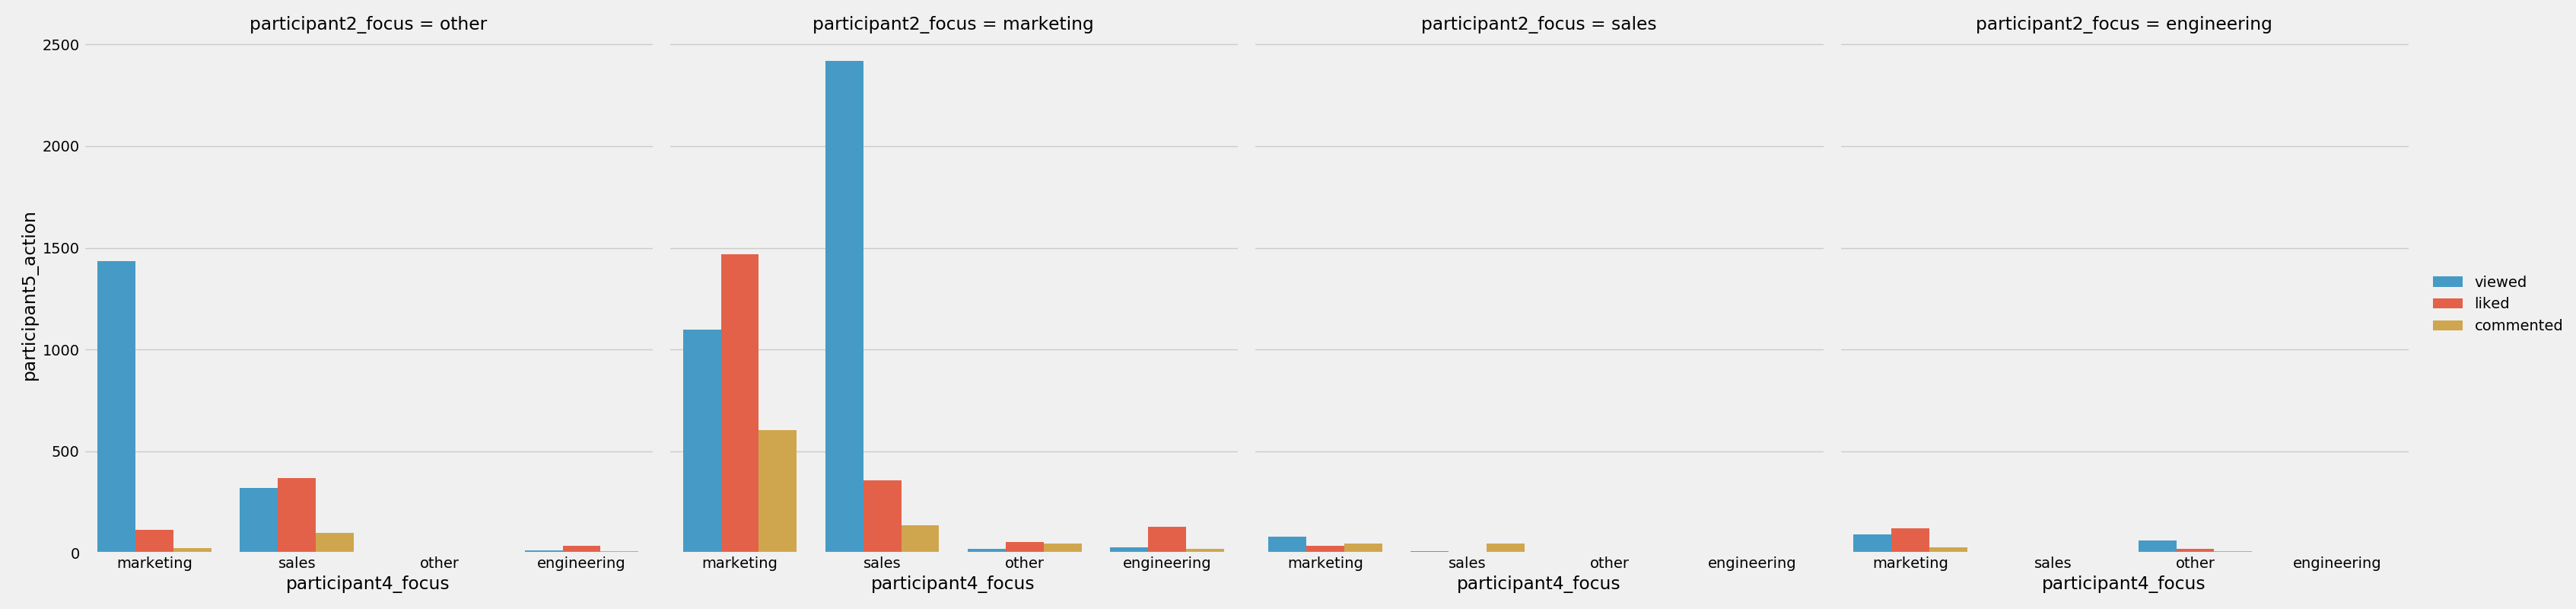 participant2_focus = other
participant2_focus = marketing
participant2_focus = sales
participant2_focus = engineering
2500
2000
1500
1000
500
0
participant5_action
marketing sales other engineering
marketing sales other engineering
marketing sales other engineering
marketing sales other engineering
participant4_focus
participant4_focus
participant4_focus
participant4_focus
viewed
liked
commented